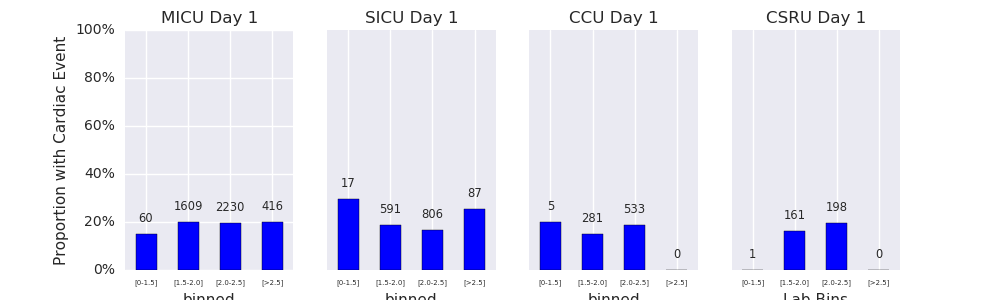 MICU Day 1
SICU Day 1
CCU Day 1
CSRU Day 1
Proportion with Cardiac Event
100%
80%
60%
40%
20%
0%
60 1609 2230 416
17 591 806 87
5 281 533 0
1 161 198 0
[0-1.5] [1.5-2.0] [2.0-2.5] [>2.5]
[0-1.5] [1.5-2.0] [2.0-2.5] [>2.5]
[0-1.5] [1.5-2.0] [2.0-2.5] [>2.5]
[0-1.5] [1.5-2.0] [2.0-2.5] [>2.5]
binned
binned
binned
Lab Bins